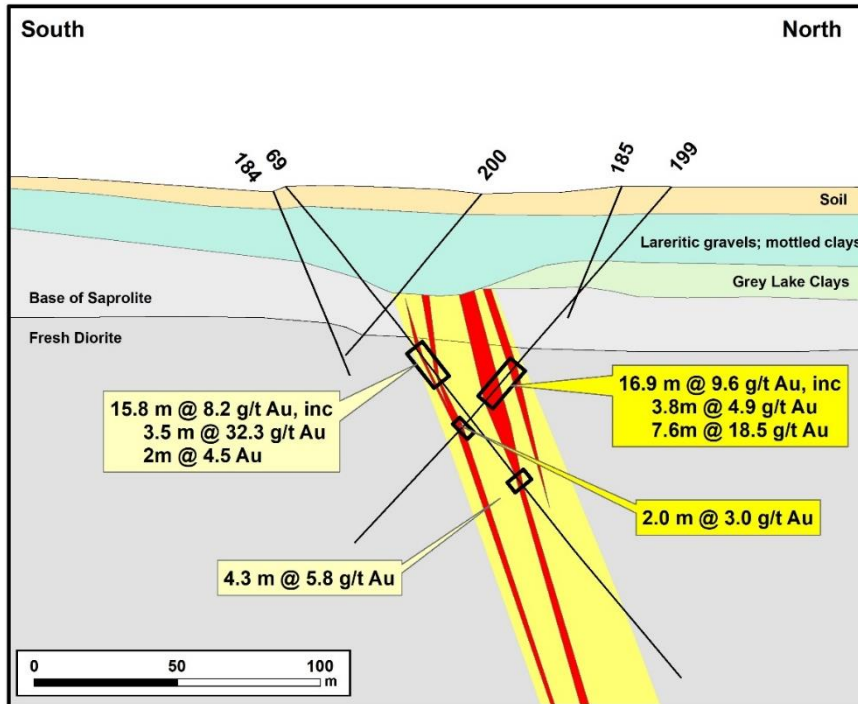 South
North
184
69
200
185
199
Soil
Lareritic gravels; mottled clays
Grey Lake Clays
Base of Saprolite
Fresh Diorite
15.8 m @ 8.2 g/t Au, inc
3.5 m @ 32.3 g/t Au
2m @ 4.5 Au
16.9 m @ 9.6 g/t Au, inc
3.8m @ 4.9 g/t Au
7.6m @ 18.5 g/t Au
2.0 m @ 3.0 g/t Au
4.3 m @ 5.8 g/t Au
0 50 100
m